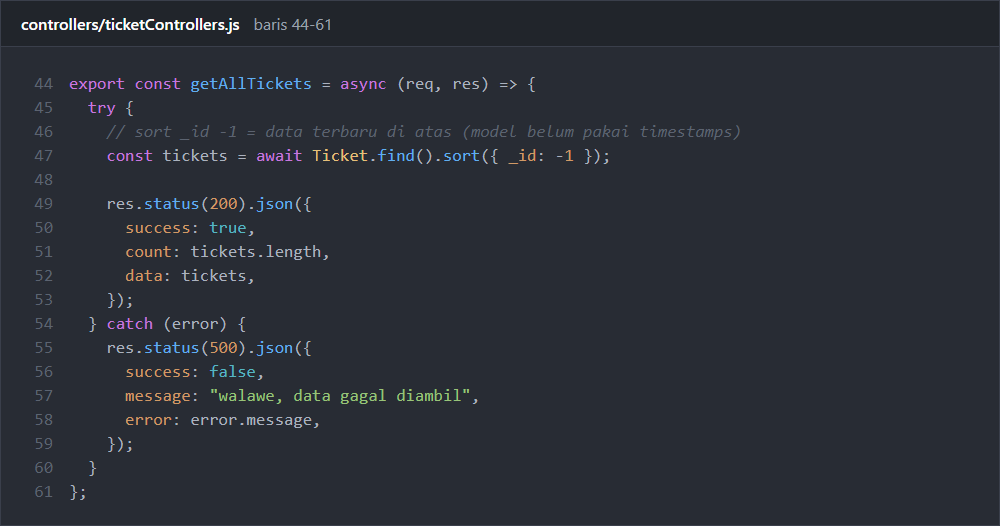 controllers/ticketControllers.js baris 44-61
44 export const getAllTickets = async (req, res) => {
45   try {
46     // sort _id -1 = data terbaru di atas (model belum pakai timestamps)
47     const tickets = await Ticket.find().sort({ _id: -1 });
48
49     res.status(200).json({
50       success: true,
51       count: tickets.length,
52       data: tickets,
53     });
54   } catch (error) {
55     res.status(500).json({
56       success: false,
57       message: "walawe, data gagal diambil",
58       error: error.message,
59     });
60   }
61 };